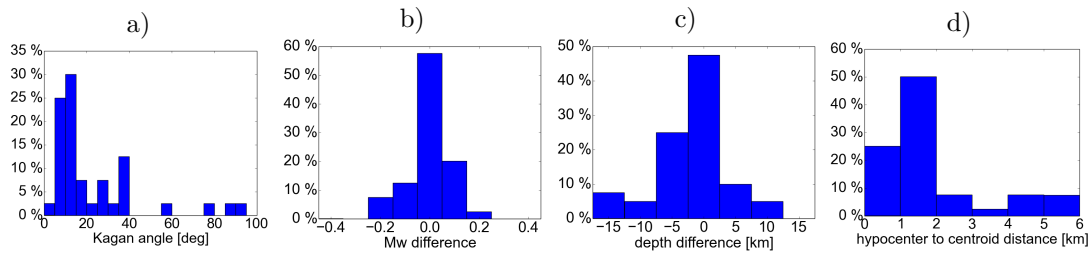 a)
35 %
30 %
25 %
20 %
15 %
10 %
5 %
0 %
0 20 40 60 80 100
Kagan angle [deg]
b)
60 %
50 %
40 %
30 %
20 %
10 %
0 %
−0.4 −0.2 0.0 0.2 0.4
Mw difference
c)
50 %
40 %
30 %
20 %
10 %
0 %
−15 −10 −5 0 5 10 15
depth difference [km]
d)
60 %
50 %
40 %
30 %
20 %
10 %
0 %
0 1 2 3 4 5 6
hypocenter to centroid distance [km]